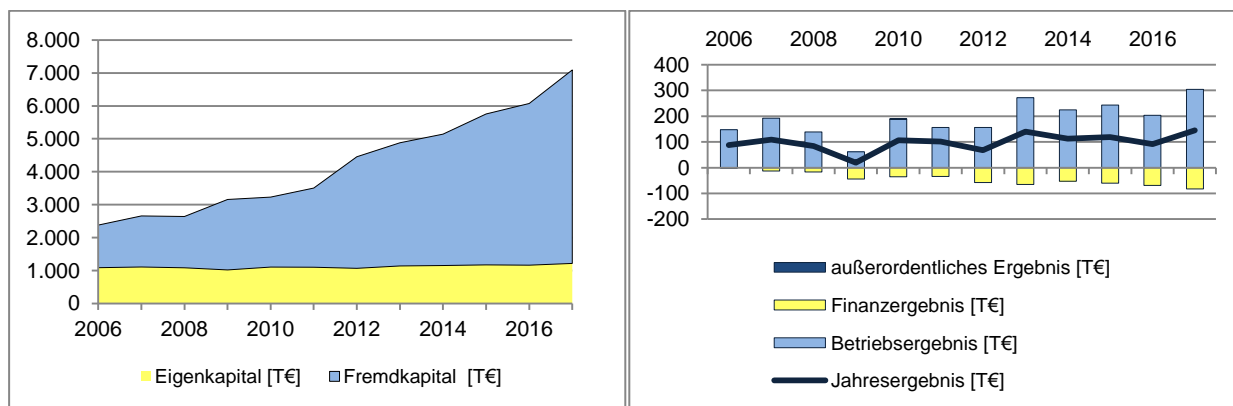 8.000
7.000
6.000
5.000
4.000
3.000
2.000
1.000
0
2006 2008 2010 2012 2014 2016
Eigenkapital [T€] Fremdkapital [T€]
2006 2008 2010 2012 2014 2016
400
300
200
100
0
-100
-200
außerordentliches Ergebnis [T€]
Finanzergebnis [T€]
Betriebsergebnis [T€]
Jahresergebnis [T€]